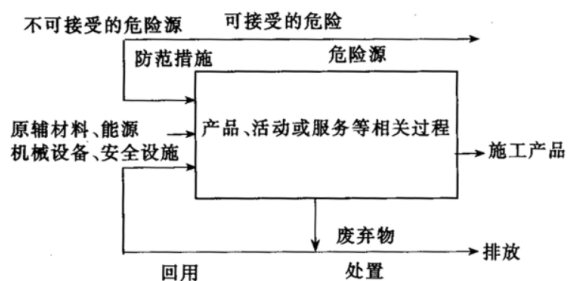 不可接受的危险源
可接受的危险
防范措施
危险源
原辅材料、能源
机械设备、安全设施
产品、活动或服务等相关过程
施工产品
废弃物
排放
回用
处置